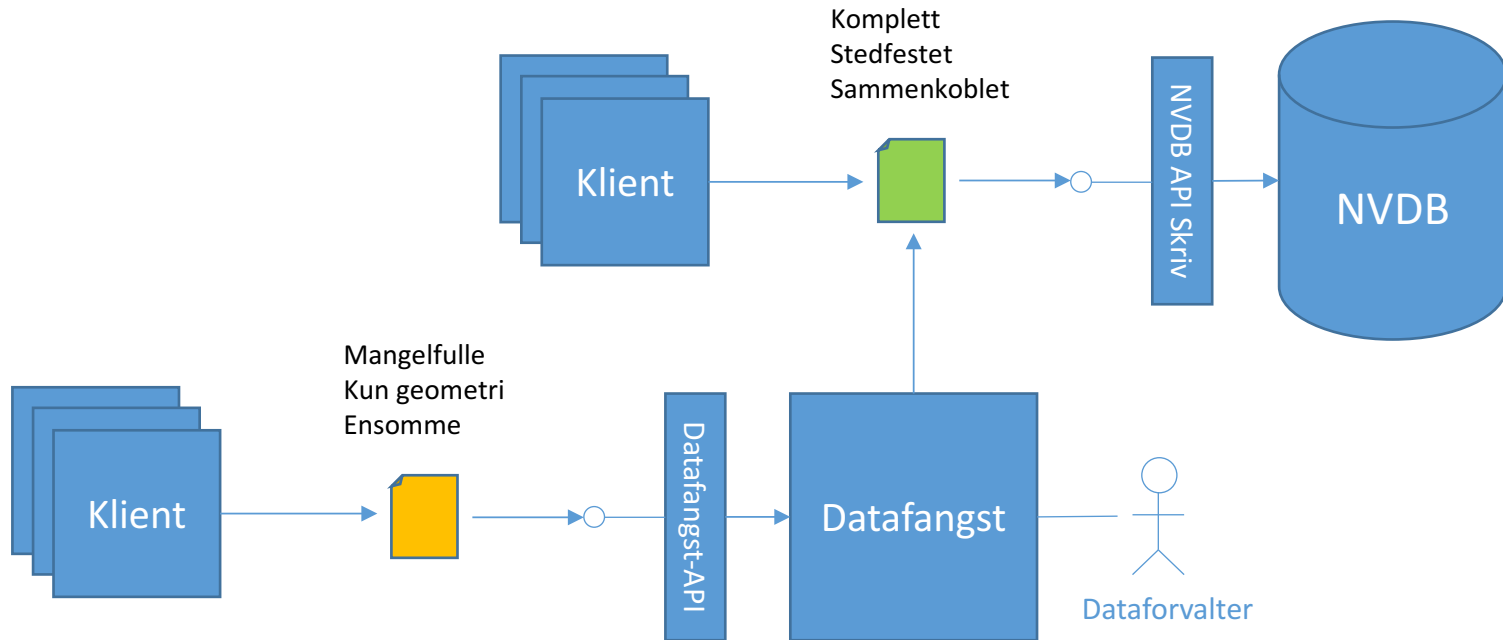 Komplett
Stedfestet
Sammenkoblet
Klient
NVDB API Skriv
NVDB
Mangelfulle
Kun geometri
Ensomme
Klient
Datafangst-API
Datafangst
Dataforvalter